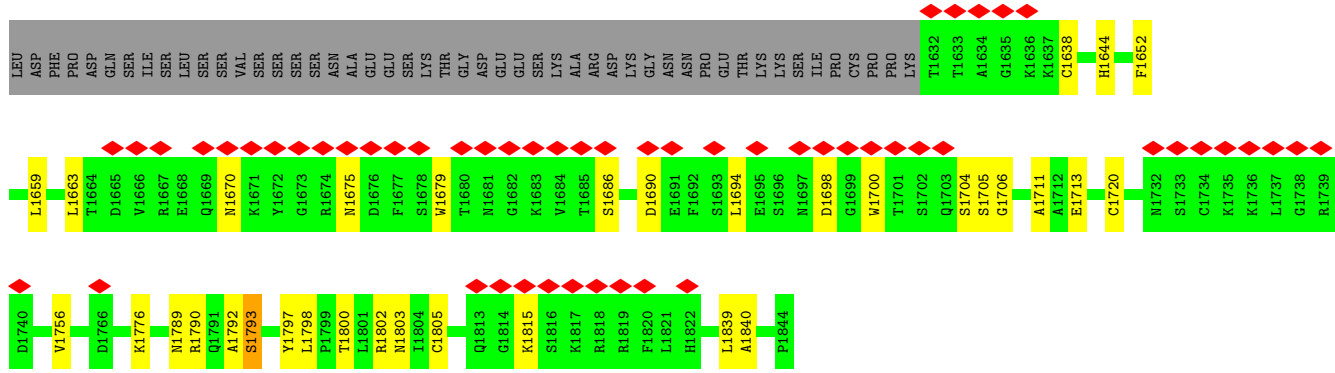 LEU ASP PHE PRO ASP GLN SER ILE SER LEU SER SER VAL SER SER SER SER ASN ALA GLU GLU SER LYS THR GLY ASP GLU GLU SER LYS ALA ARG ASP LYS GLY ASN ASN PRO GLU THR LYS LYS SER ILE PRO CYS PRO PRO LYS T1632 T1633 A1634 G1635 K1636 K1637 C1638 H1644 F1652
L1659 L1663 T1664 D1665 V1666 R1667 E1668 Q1669 N1670 K1671 Y1672 G1673 R1674 N1675 D1676 F1677 S1678 W1679 T1680 N1681 G1682 K1683 V1684 T1685 S1686 D1690 E1691 F1692 S1693 L1694 E1695 S1696 N1697 D1698 G1699 W1700 T1701 S1702 Q1703 S1704 S1705 G1706 A1711 A1712 E1713 C1720 N1732 S1733 C1734 K1735 K1736 L1737 G1738 R1739
D1740 V1756 D1766 K1776 N1789 R1790 Q1791 A1792 S1793 Y1797 L1798 P1799 T1800 L1801 R1802 N1803 I1804 C1805 Q1813 G1814 K1815 S1816 K1817 R1818 R1819 F1820 L1821 H1822 L1839 A1840 P1844